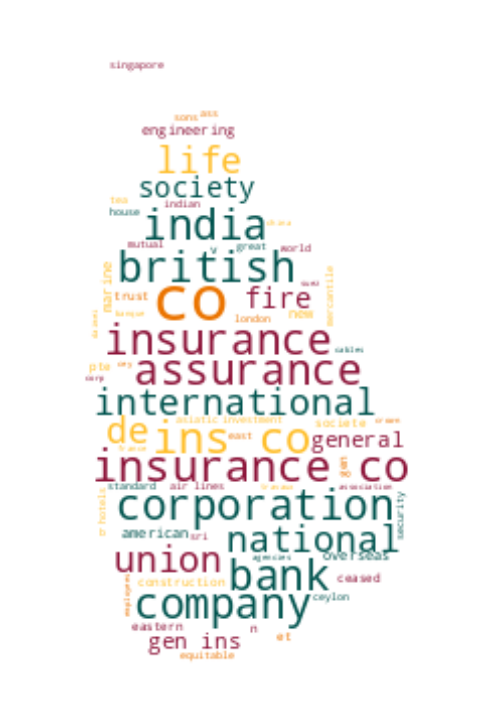 singapore
sons ass
engineering
life
society
tea indian
house
india
mutual v great world
british
marine
trust co fire
mercantile
banque london new
insurance
cables
assurance
pte
corp
international
asiatic investment
de ins co societe
east general
france
insurance co
standard air lines association
hotels
corporation
security
american sri national
agencies overseas
union bank ceased
construction
employees
company ceylon
eastern n
gen ins et
equitable